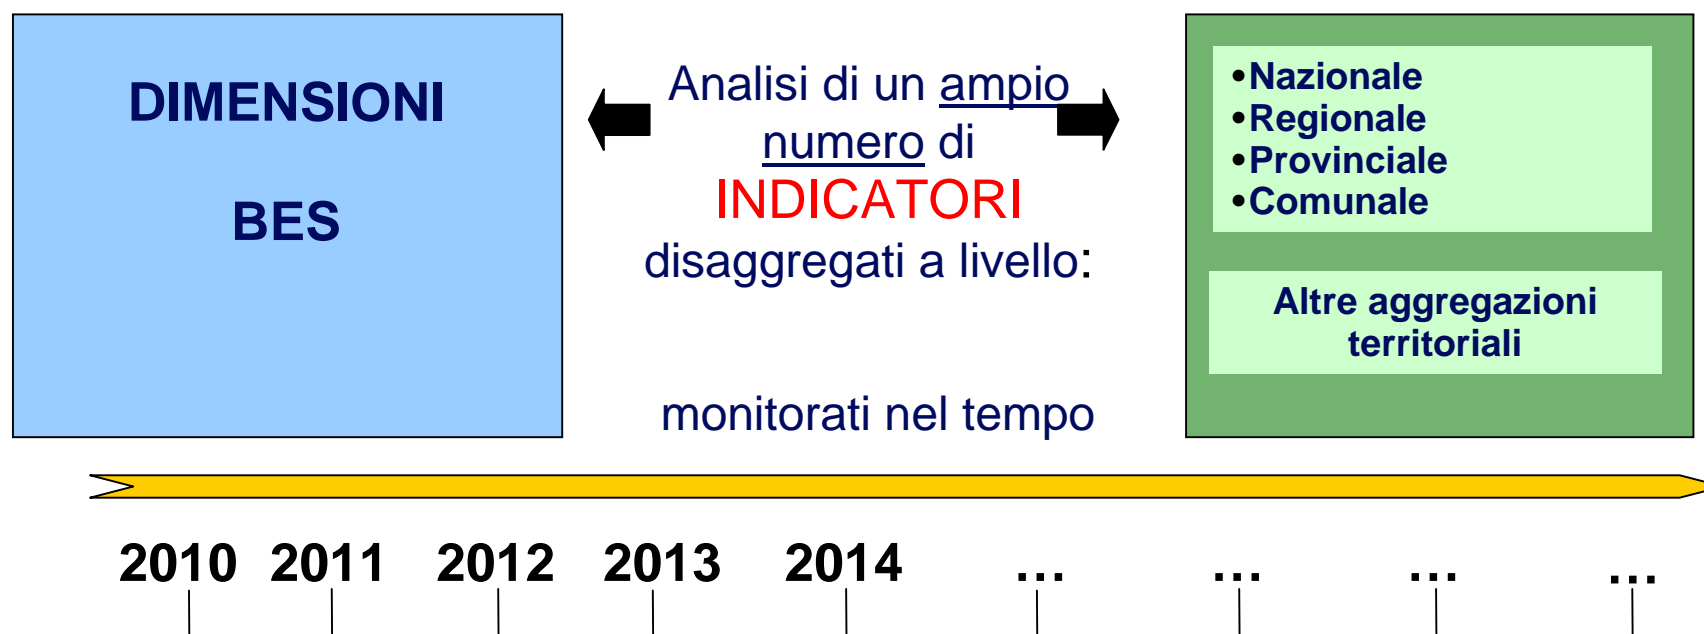 DIMENSIONI
BES
Analisi di un ampio
numero di
INDICATORI
disaggregati a livello:
monitorati nel tempo
•Nazionale
•Regionale
•Provinciale
•Comunale
Altre aggregazioni
territoriali
2010 2011 2012 2013 2014 ... ... ... ...